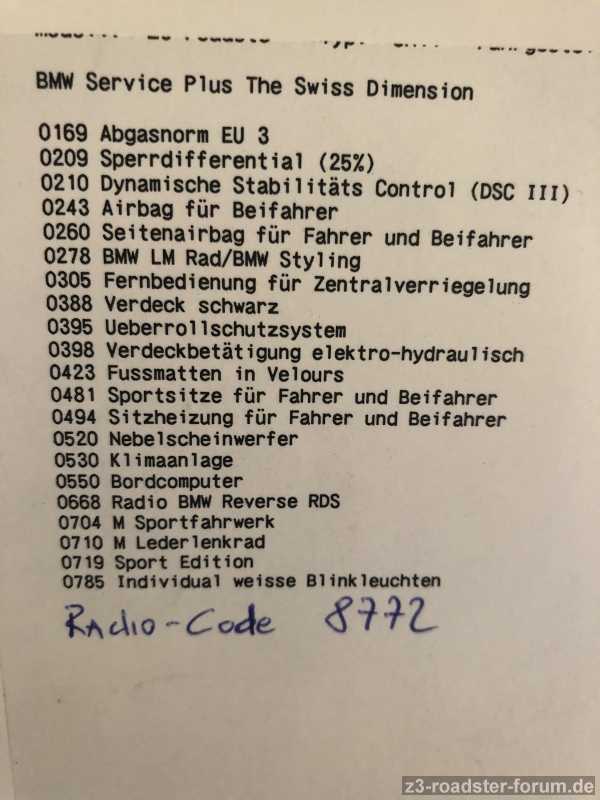 BMW Service Plus The Swiss Dimension
0169 Abgasnorm EU 3
0209 Sperrdifferential (25%)
0210 Dynamische Stabilitäts Control (DSC III)
0243 Airbag für Beifahrer
0260 Seitenairbag für Fahrer und Beifahrer
0278 BMW LM Rad/BMW Styling
0305 Fernbedienung für Zentralverriegelung
0388 Verdeck schwarz
0395 Ueberrollschutzsystem
0398 Verdeckbetätigung elektro-hydraulisch
0423 Fussmatten in Velours
0481 Sportsitze für Fahrer und Beifahrer
0494 Sitzheizung für Fahrer und Beifahrer
0520 Nebelscheinwerfer
0530 Klimaanlage
0550 Bordcomputer
0668 Radio BMW Reverse RDS
0704 M Sportfahrwerk
0710 M Lederlenkrad
0719 Sport Edition
0785 Individual weisse Blinkleuchten
Radio-Code 8772
z3-roadster-forum.de